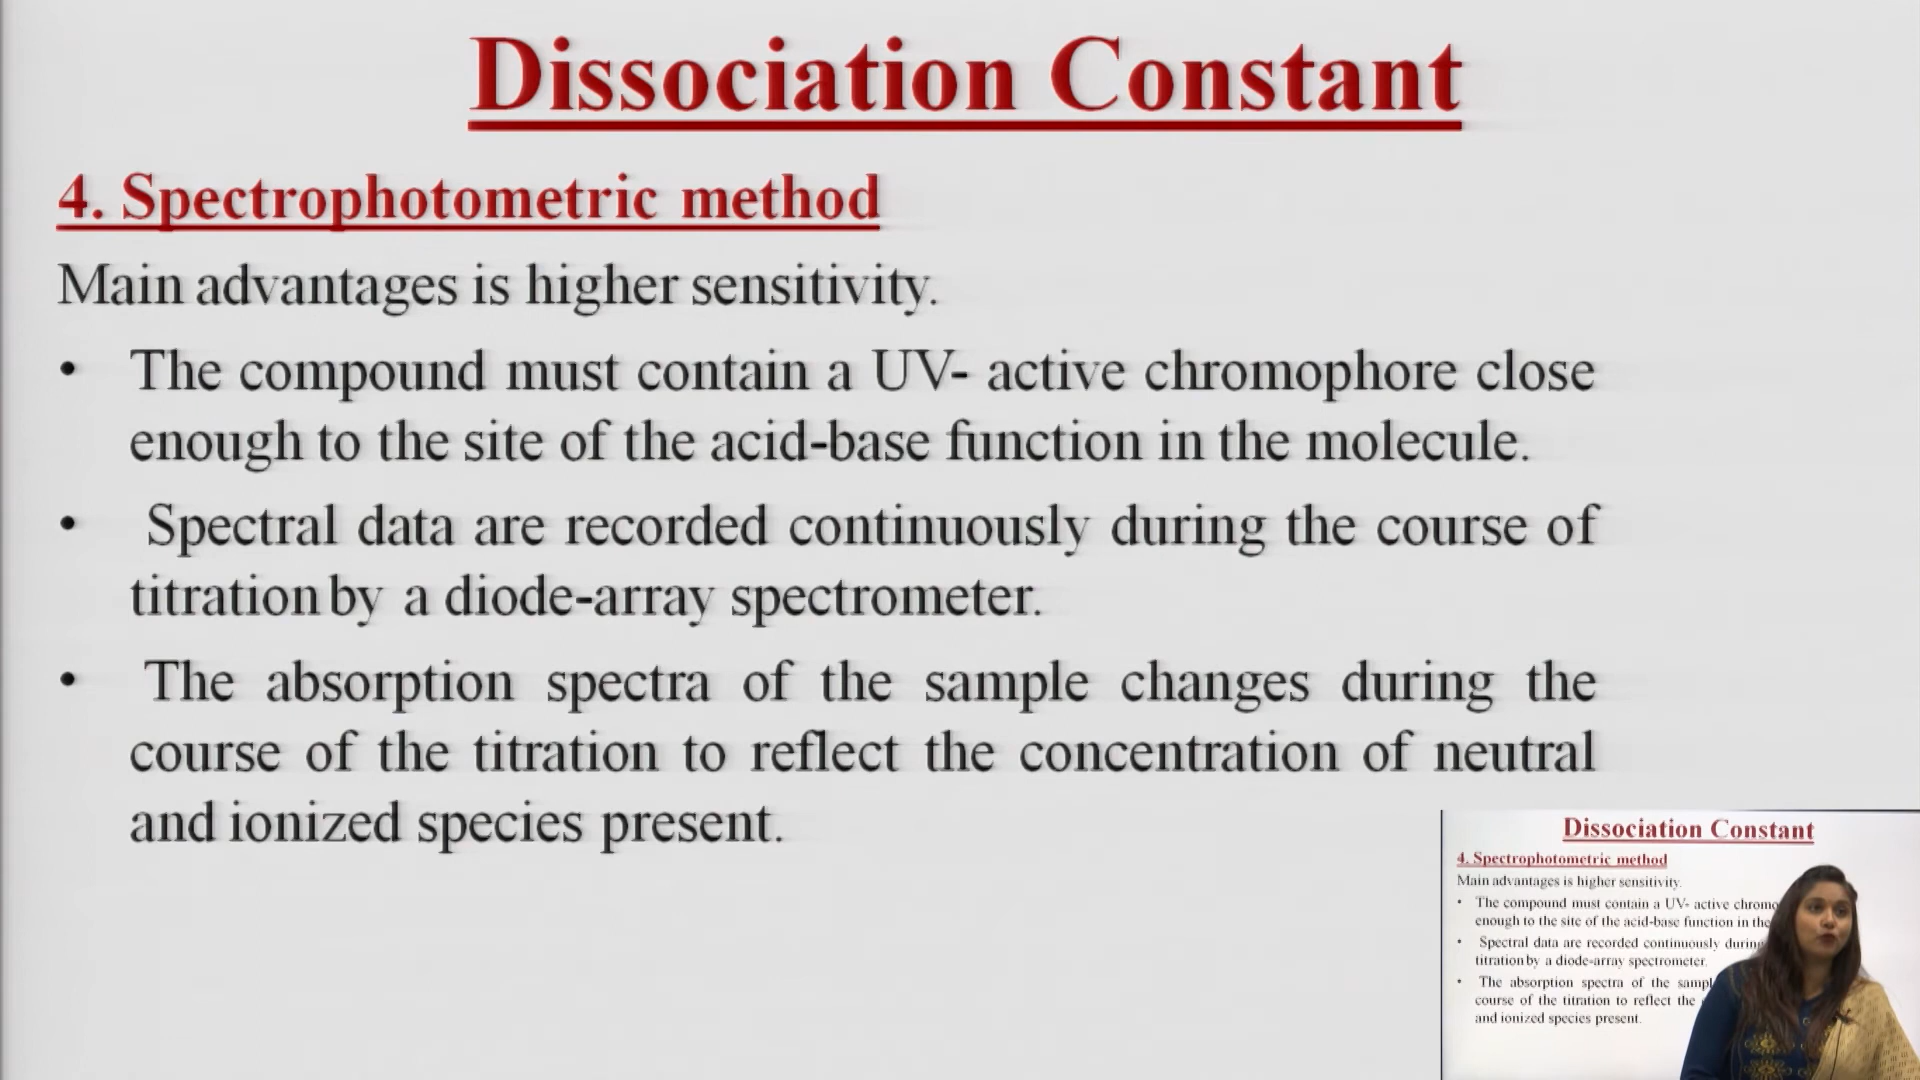 Dissociation Constant
4. Spectrophotometric method
Main advantages is higher sensitivity.
• The compound must contain a UV- active chromophore close
enough to the site of the acid-base function in the molecule.
• Spectral data are recorded continuously during the course of
titration by a diode-array spectrometer.
• The absorption spectra of the sample changes during the
course of the titration to reflect the concentration of neutral
and ionized species present.
Dissociation Constant
4. Spectrophotometric method
Main advantages is higher sensitivity.
• The compound must contain a UV- active chromo
enough to the site of the acid-base function in the
• Spectral data are recorded continuously during
titration by a diode-array spectrometer.
• The absorption spectra of the sampl
course of the titration to reflect the
and ionized species present.